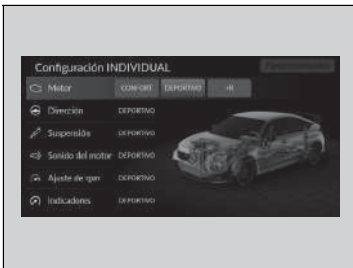 Configuración INDIVIDUAL
Motor CONFORT DEPORTIVO +R
Dirección DEPORTIVO
Suspensión DEPORTIVO
Sonido del motor DEPORTIVO
Ajuste de rpm DEPORTIVO
Indicadores DEPORTIVO